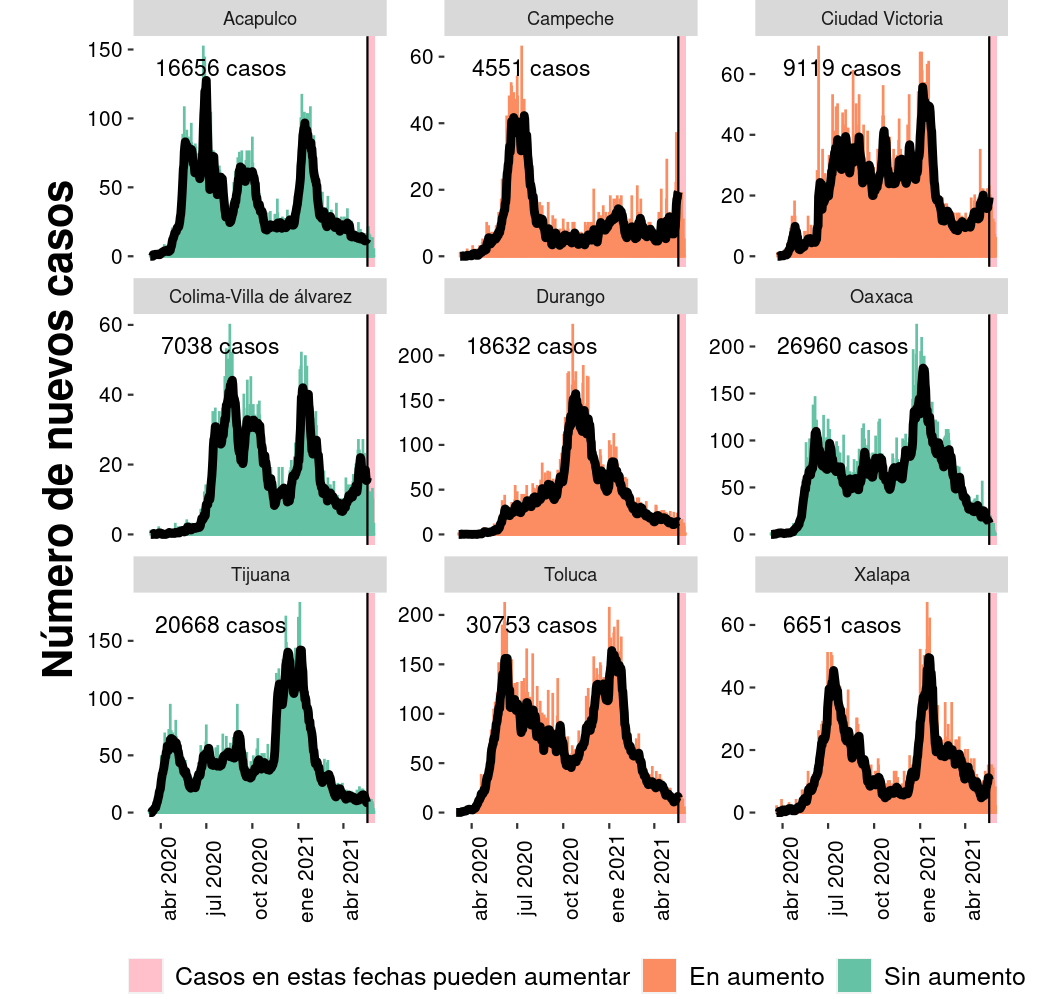 Acapulco Campeche Ciudad Victoria
150
100
50
0
16656 casos
60
40
20
0
4551 casos
60
40
20
0
9119 casos
Colima-Villa de álvarez Durango Oaxaca
60
40
20
0
7038 casos
200
150
100
50
0
18632 casos
200
150
100
50
0
26960 casos
Tijuana Toluca Xalapa
150
100
50
0
20668 casos
200
150
100
50
0
30753 casos
60
40
20
0
6651 casos
abr 2020 jul 2020 oct 2020 ene 2021 abr 2021
abr 2020 jul 2020 oct 2020 ene 2021 abr 2021
abr 2020 jul 2020 oct 2020 ene 2021 abr 2021
Número de nuevos casos
Casos en estas fechas pueden aumentar En aumento Sin aumento